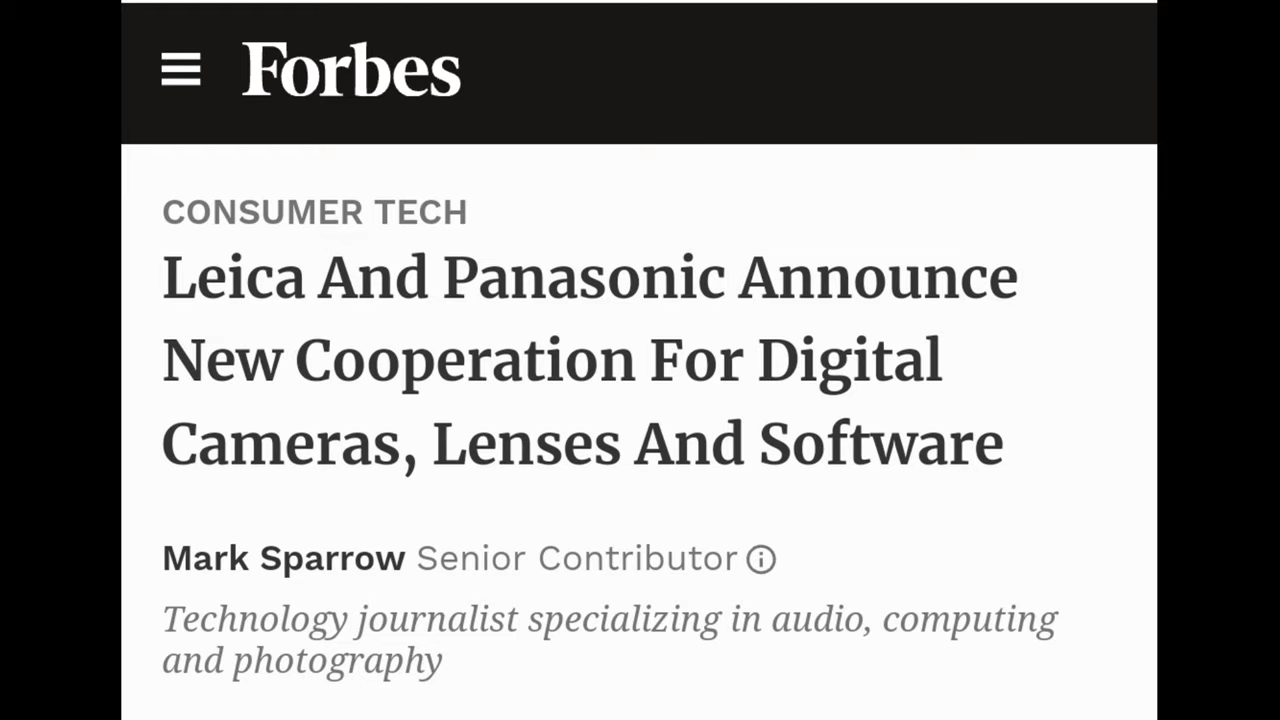 Forbes
CONSUMER TECH
Leica And Panasonic Announce
New Cooperation For Digital
Cameras, Lenses And Software
Mark Sparrow Senior Contributor
Technology journalist specializing in audio, computing
and photography